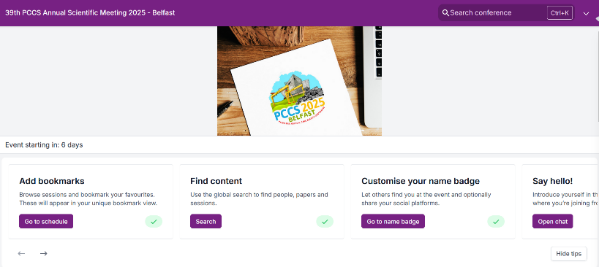 39th PCCS Annual Scientific Meeting 2025 - Belfast
Search conference
Ctrl+K
PCCS 2025
BELFAST
Event starting in: 6 days
Add bookmarks
Browse sessions and bookmark your favourites.
These will appear in your unique bookmark view.
Go to schedule
Find content
Use the global search to find people, papers and
sessions.
Search
Customise your name badge
Let others find you at the event and optionally
share your social platforms.
Go to name badge
Say hello!
Introduce yourself in th
where you're joining fro
Open chat
Hide tips